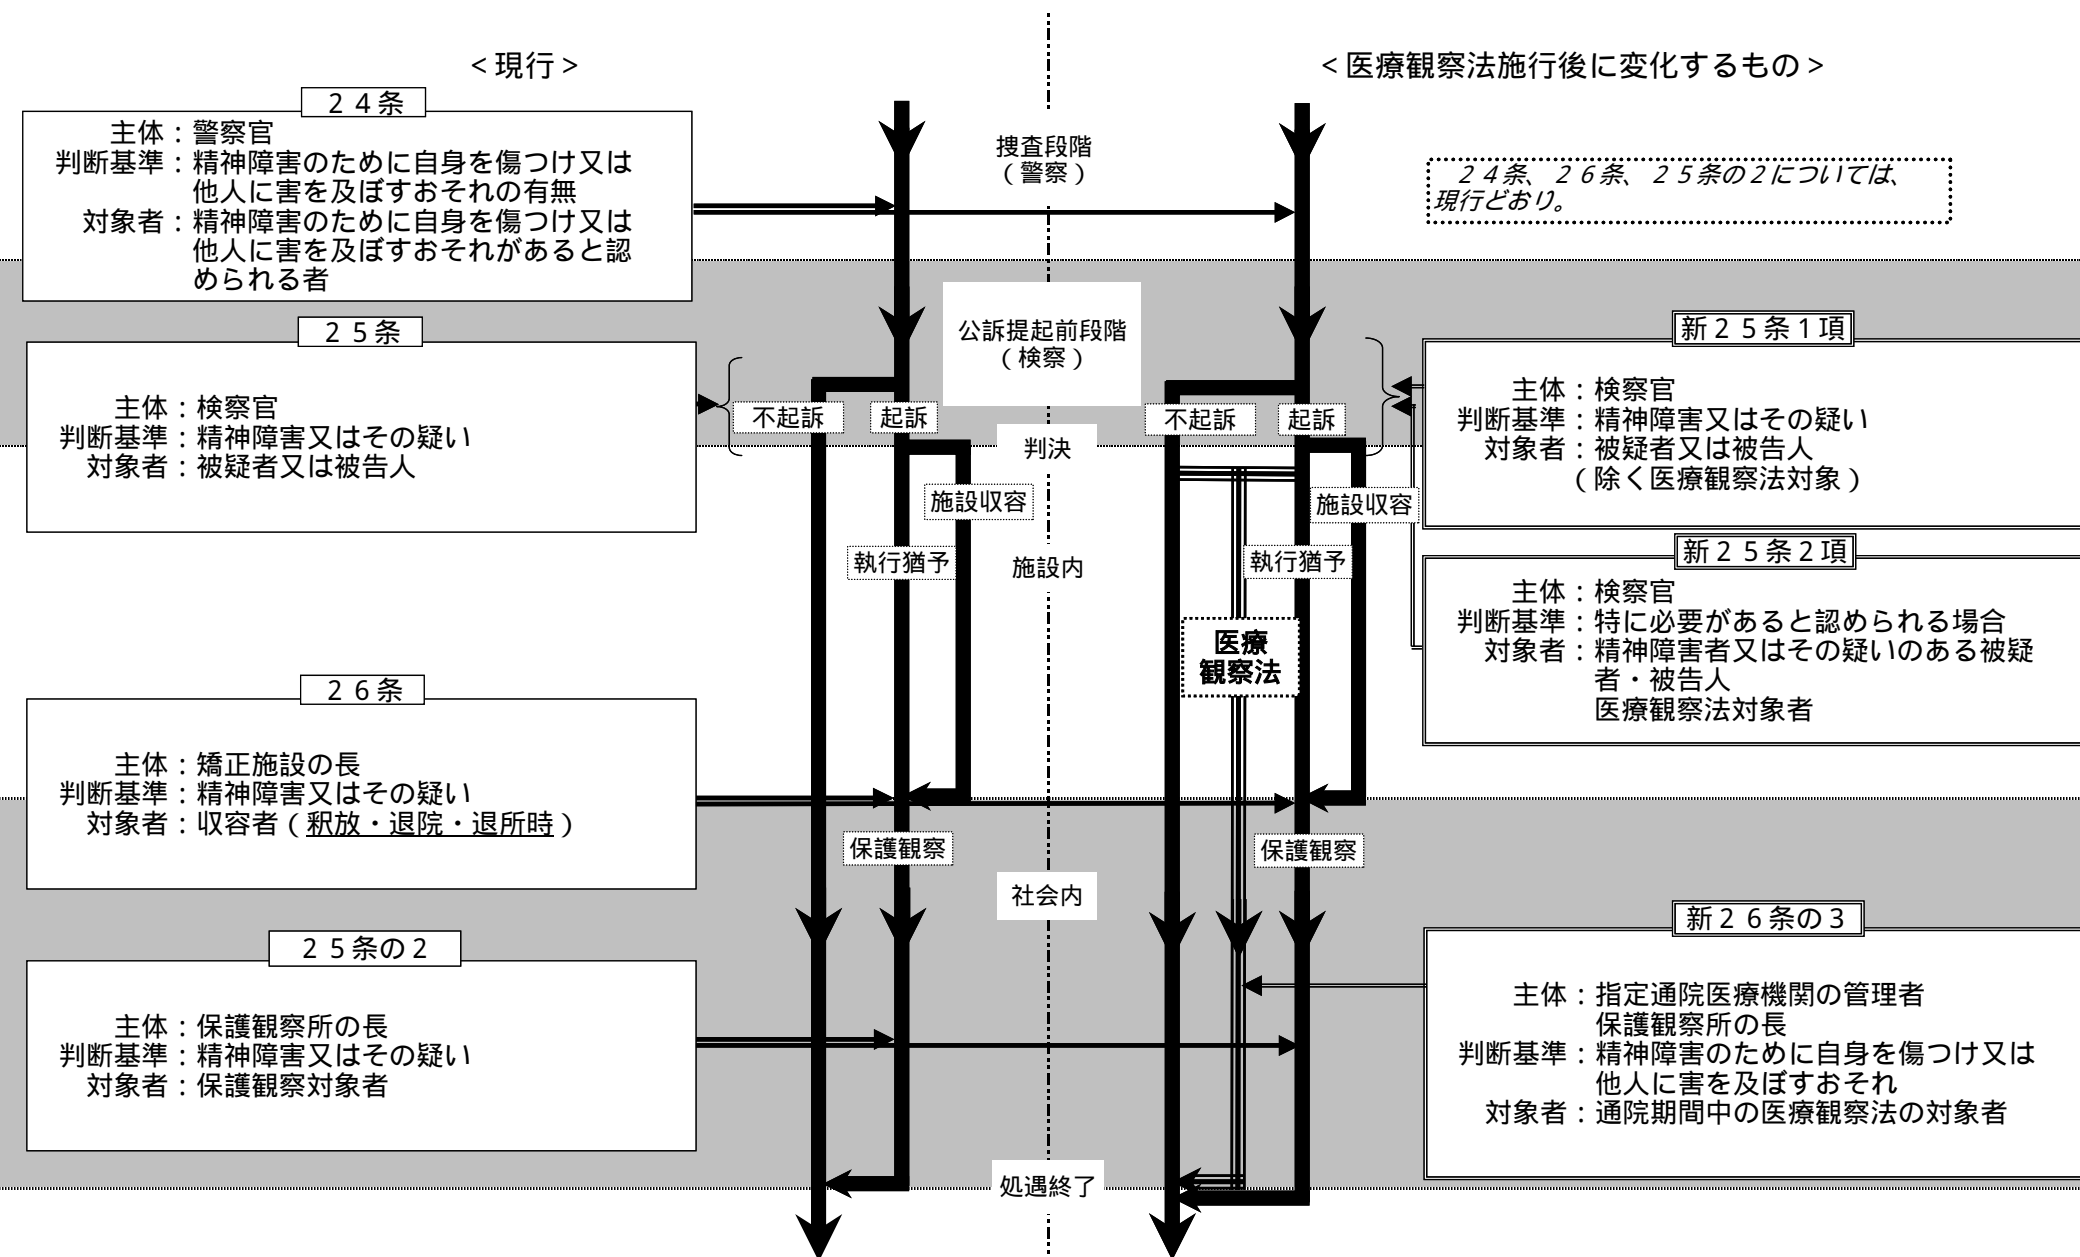 ＜現行＞
＜医療観察法施行後に変化するもの＞
２４条
主体：警察官
判断基準：精神障害のために自身を傷つけ又は
他人に害を及ぼすおそれの有無
対象者：精神障害のために自身を傷つけ又は
他人に害を及ぼすおそれがあると認
められる者
捜査段階
（警察）
２４条、２６条、２５条の２については、
現行どおり。
２５条
主体：検察官
判断基準：精神障害又はその疑い
対象者：被疑者又は被告人
公訴提起前段階
（検察）
不起訴
起訴
不起訴
起訴
新２５条１項
主体：検察官
判断基準：精神障害又はその疑い
対象者：被疑者又は被告人
（除く医療観察法対象）
判決
施設収容
施設収容
執行猶予
施設内
執行猶予
新２５条２項
主体：検察官
判断基準：特に必要があると認められる場合
対象者：精神障害者又はその疑いのある被疑
者・被告人
医療観察法対象者
医療
観察法
２６条
主体：矯正施設の長
判断基準：精神障害又はその疑い
対象者：収容者（釈放・退院・退所時）
保護観察
保護観察
社会内
２５条の２
主体：保護観察所の長
判断基準：精神障害又はその疑い
対象者：保護観察対象者
新２６条の３
主体：指定通院医療機関の管理者
保護観察所の長
判断基準：精神障害のために自身を傷つけ又は
他人に害を及ぼすおそれ
対象者：通院期間中の医療観察法の対象者
処遇終了